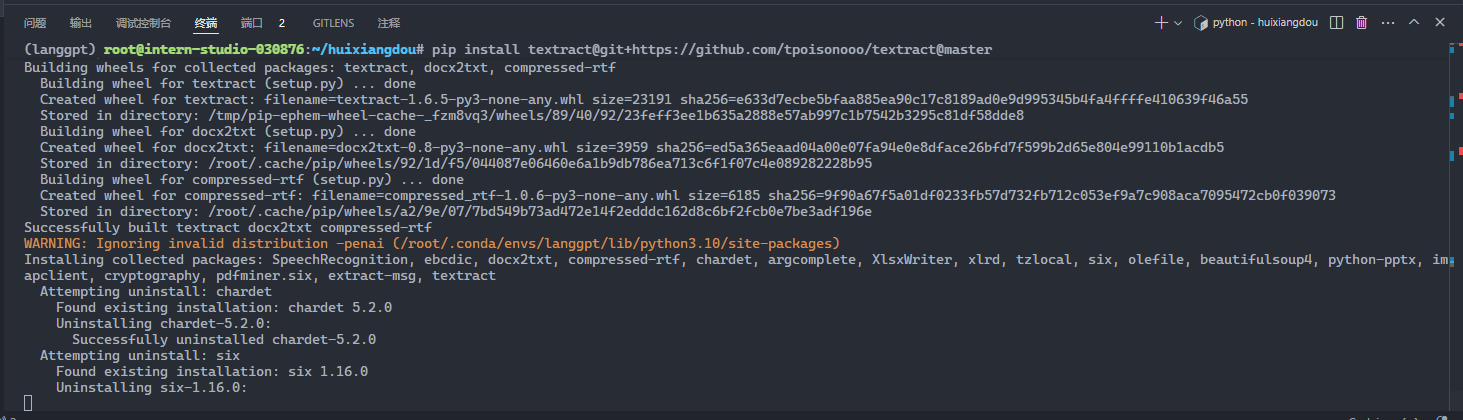 问题 输出 调试控制台 终端 端口 2 GITLENS 注释 python - huixiangdou
(langgpt) root@intern-studio-030876:~/huixiangdou# pip install textract@git+https://github.com/tpoisonooo/textract@master
Building wheels for collected packages: textract, docx2txt, compressed-rtf
  Building wheel for textract (setup.py) ... done
  Created wheel for textract: filename=textract-1.6.5-py3-none-any.whl size=23191 sha256=e633d7ecbe5bfaa885ea90c17c8189ad0e9d995345b4fa4ffffe410639f46a55
  Stored in directory: /tmp/pip-ephem-wheel-cache-_fzm8vq3/wheels/89/40/92/23feff3ee1b635a2888e57ab997c1b7542b3295c81df58dde8
  Building wheel for docx2txt (setup.py) ... done
  Created wheel for docx2txt: filename=docx2txt-0.8-py3-none-any.whl size=3959 sha256=ed5a365eaad04a00e07fa94e0e8dface26bfd7f599b2d65e804e99110b1acdb5
  Stored in directory: /root/.cache/pip/wheels/92/1d/f5/044087e06460e6a1b9db786ea713c6f1f07c4e089282228b95
  Building wheel for compressed-rtf (setup.py) ... done
  Created wheel for compressed-rtf: filename=compressed_rtf-1.0.6-py3-none-any.whl size=6185 sha256=9f90a67f5a01df0233fb57d732fb712c053ef9a7c908aca7095472cb0f039073
  Stored in directory: /root/.cache/pip/wheels/a2/9e/07/7bd549b73ad472e14f2edddc162d8c6bf2fcb0e7be3adf196e
Successfully built textract docx2txt compressed-rtf
WARNING: Ignoring invalid distribution -penai (/root/.conda/envs/langgpt/lib/python3.10/site-packages)
Installing collected packages: SpeechRecognition, ebcdic, docx2txt, compressed-rtf, chardet, argcomplete, XlsxWriter, xlrd, tzlocal, six, olefile, beautifulsoup4, python-pptx, im
apclient, cryptography, pdfminer.six, extract-msg, textract
  Attempting uninstall: chardet
    Found existing installation: chardet 5.2.0
    Uninstalling chardet-5.2.0:
      Successfully uninstalled chardet-5.2.0
  Attempting uninstall: six
    Found existing installation: six 1.16.0
    Uninstalling six-1.16.0: